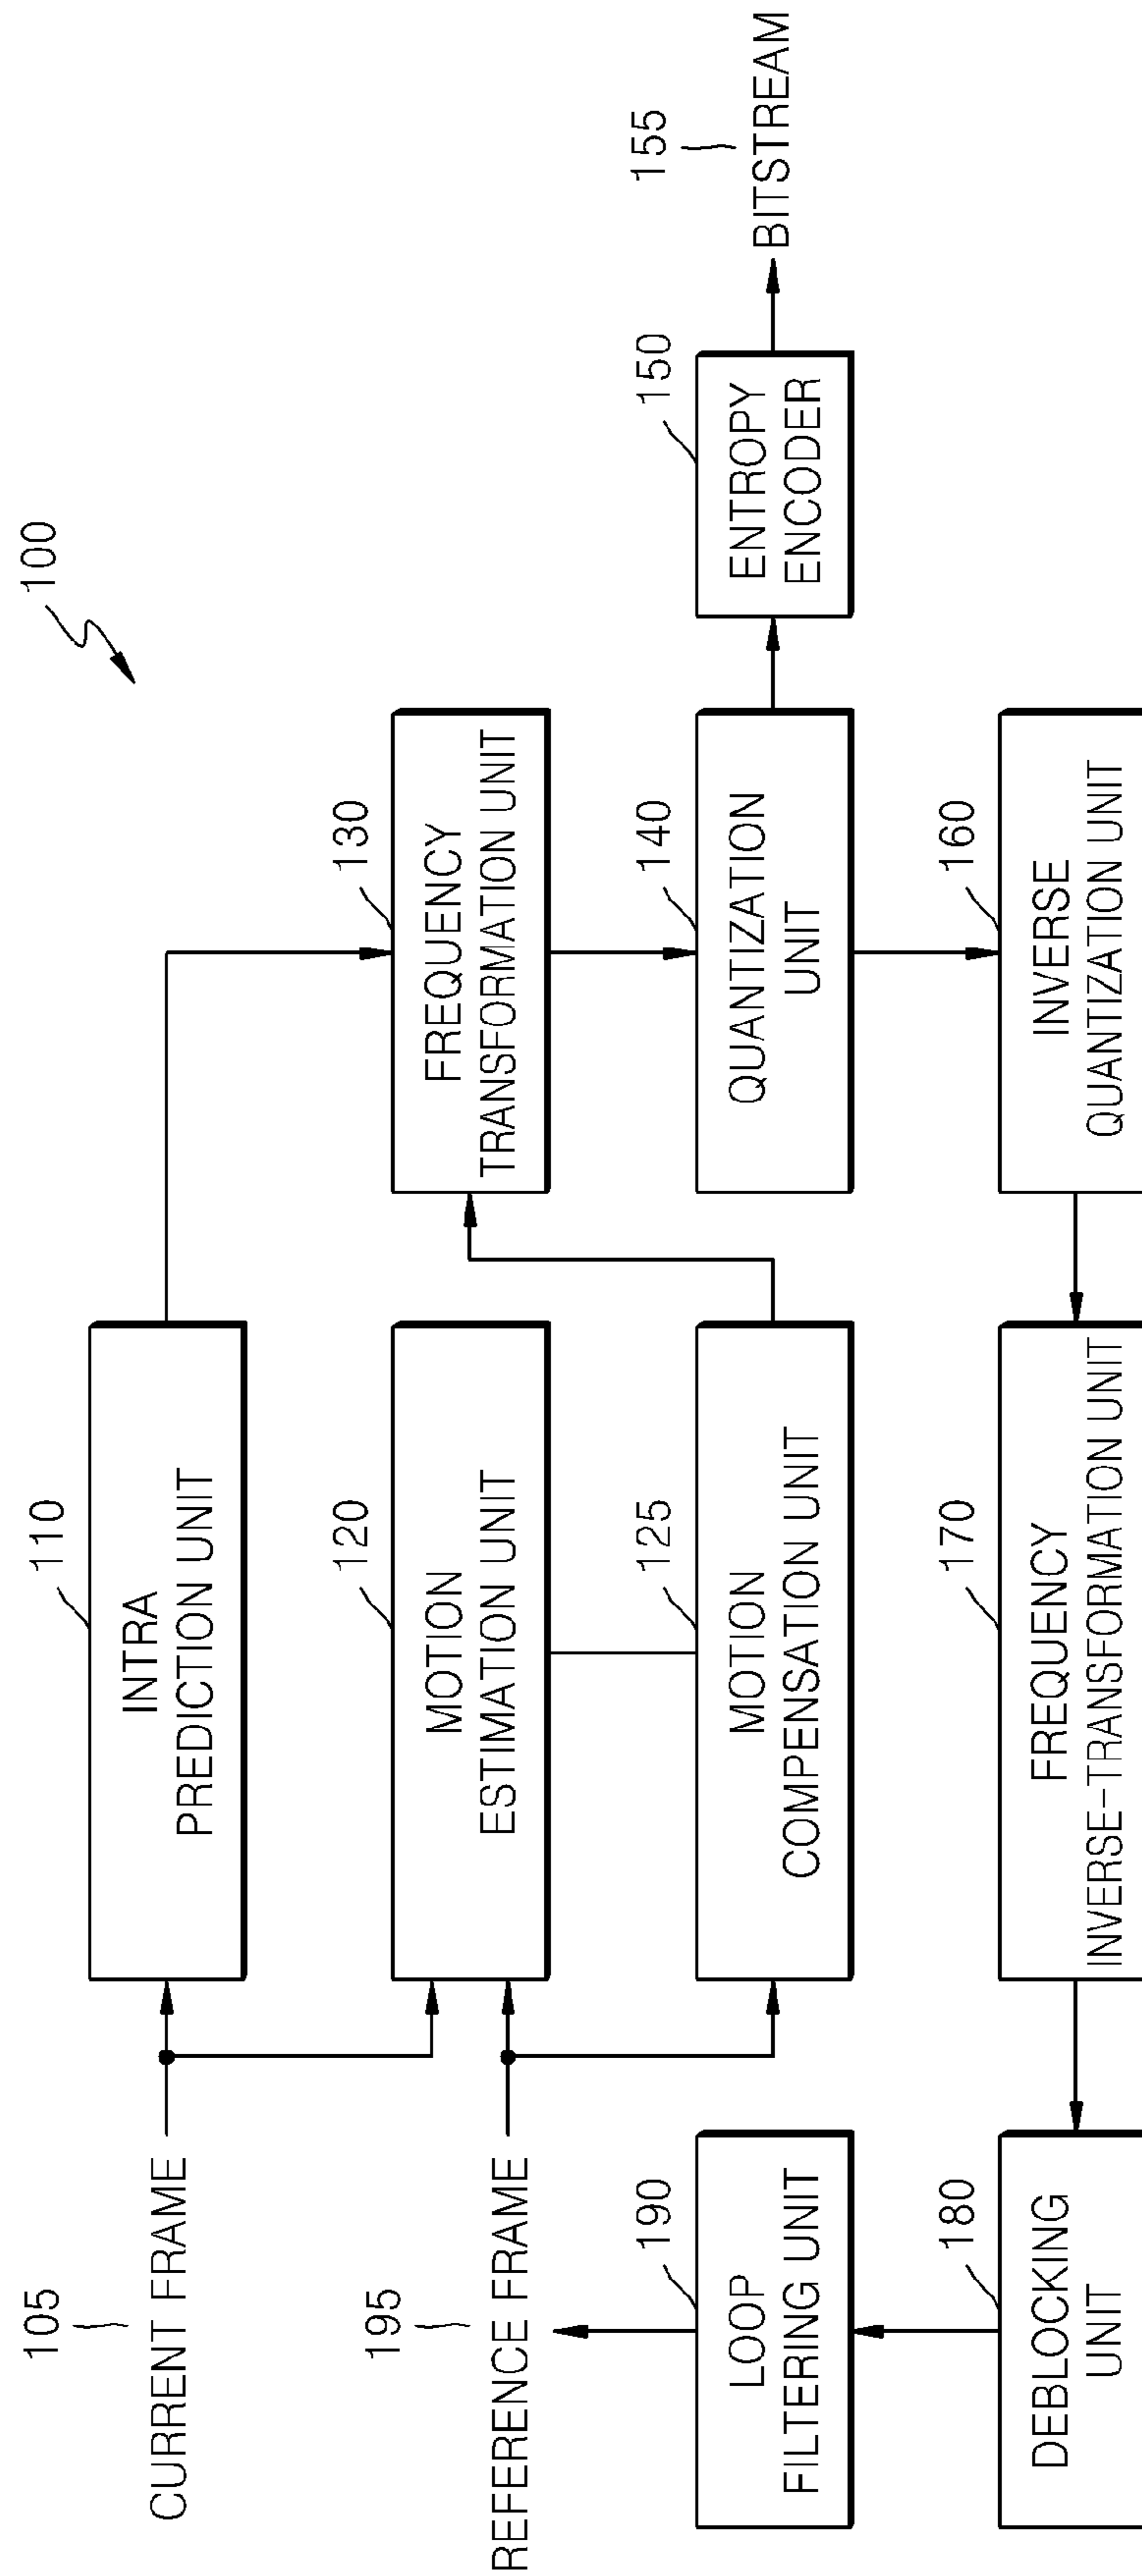 100
105
CURRENT FRAME
110
INTRA
PREDICTION UNIT
195
REFERENCE FRAME
120
MOTION
ESTIMATION UNIT
130
FREQUENCY
TRANSFORMATION UNIT
190
LOOP
FILTERING UNIT
125
MOTION
COMPENSATION UNIT
140
QUANTIZATION
UNIT
150
ENTROPY
ENCODER
155
BITSTREAM
180
DEBLOCKING
UNIT
170
FREQUENCY
INVERSE-TRANSFORMATION UNIT
160
INVERSE
QUANTIZATION UNIT